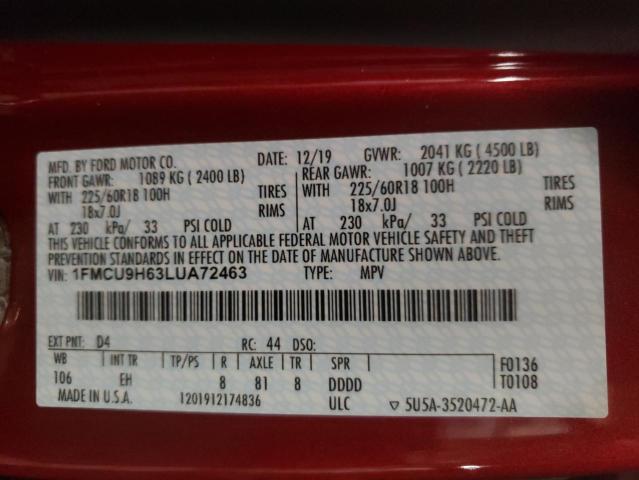 MFD. BY FORD MOTOR CO. DATE: 12/19 GVWR: 2041 KG ( 4500 LB)
FRONT GAWR: 1089 KG ( 2400 LB) REAR GAWR: 1007 KG ( 2220 LB)
WITH 225/60R18 100H TIRES WITH 225/60R18 100H TIRES
18x7.0J RIMS 18x7.0J RIMS
AT 230 kPa/ 33 PSI COLD AT 230 kPa/ 33 PSI COLD
THIS VEHICLE CONFORMS TO ALL APPLICABLE FEDERAL MOTOR VEHICLE SAFETY AND THEFT
PREVENTION STANDARDS IN EFFECT ON THE DATE OF MANUFACTURE SHOWN ABOVE.
VIN: 1FMCU9H63LUA72463 TYPE: MPV
EXT PNT: D4 RC: 44 DSO:
WB INT TR TP/PS R AXLE TR SPR F0136
106 EH 8 81 8 DDDD T0108
MADE IN U.S.A. 1201912174836 ULC ▽ 5U5A-3520472-AA